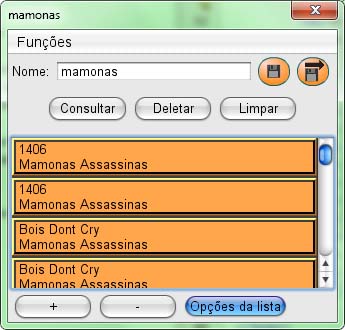 mamonas
Funções
Nome: mamonas
Consultar Deletar Limpar
1406
Mamonas Assassinas
1406
Mamonas Assassinas
Bois Dont Cry
Mamonas Assassinas
Bois Dont Cry
Mamonas Assassinas
+ - Opções da lista